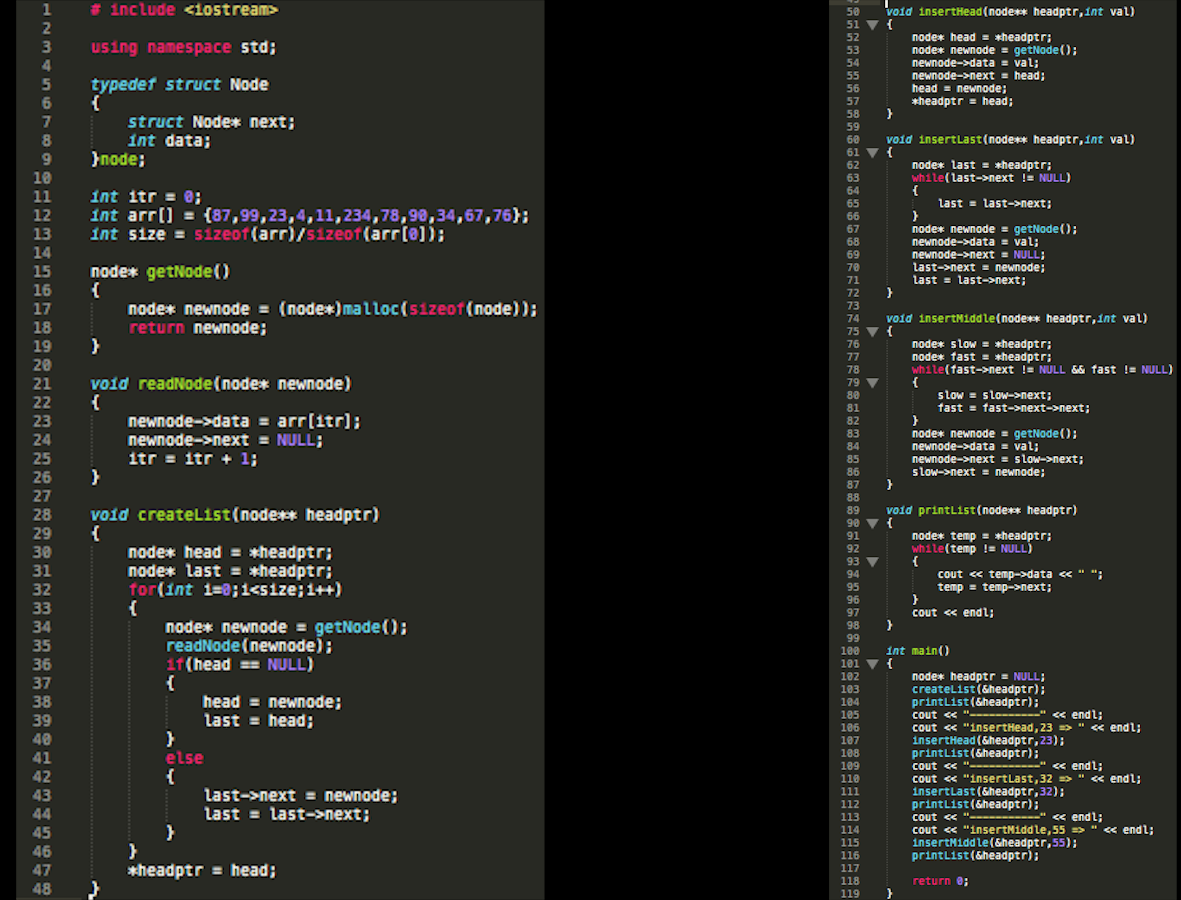 1 # include <iostream>
2
3 using namespace std;
4
5 typedef struct Node
6 {
7     struct Node* next;
8     int data;
9 }node;
10
11 int itr = 0;
12 int arr[] = {87,99,23,4,11,234,78,90,34,67,76};
13 int size = sizeof(arr)/sizeof(arr[0]);
14
15 node* getNode()
16 {
17     node* newnode = (node*)malloc(sizeof(node));
18     return newnode;
19 }
20
21 void readNode(node* newnode)
22 {
23     newnode->data = arr[itr];
24     newnode->next = NULL;
25     itr = itr + 1;
26 }
27
28 void createList(node** headptr)
29 {
30     node* head = *headptr;
31     node* last = *headptr;
32     for(int i=0;i<size;i++)
33     {
34         node* newnode = getNode();
35         readNode(newnode);
36         if(head == NULL)
37         {
38             head = newnode;
39             last = head;
40         }
41         else
42         {
43             last->next = newnode;
44             last = last->next;
45         }
46     }
47     *headptr = head;
48 }
50 void insertHead(node** headptr,int val)
51 {
52     node* head = *headptr;
53     node* newnode = getNode();
54     newnode->data = val;
55     newnode->next = head;
56     head = newnode;
57     *headptr = head;
58 }
59
60 void insertLast(node** headptr,int val)
61 {
62     node* last = *headptr;
63     while(last->next != NULL)
64     {
65         last = last->next;
66     }
67     node* newnode = getNode();
68     newnode->data = val;
69     newnode->next = NULL;
70     last->next = newnode;
71     last = last->next;
72 }
73
74 void insertMiddle(node** headptr,int val)
75 {
76     node* slow = *headptr;
77     node* fast = *headptr;
78     while(fast->next != NULL && fast != NULL)
79     {
80         slow = slow->next;
81         fast = fast->next->next;
82     }
83     node* newnode = getNode();
84     newnode->data = val;
85     newnode->next = slow->next;
86     slow->next = newnode;
87 }
88
89 void printList(node** headptr)
90 {
91     node* temp = *headptr;
92     while(temp != NULL)
93     {
94         cout << temp->data << " ";
95         temp = temp->next;
96     }
97     cout << endl;
98 }
99
100 int main()
101 {
102     node* headptr = NULL;
103     createList(&headptr);
104     printList(&headptr);
105     cout << "-----------" << endl;
106     cout << "insertHead,23 => " << endl;
107     insertHead(&headptr,23);
108     printList(&headptr);
109     cout << "-----------" << endl;
110     cout << "insertLast,32 => " << endl;
111     insertLast(&headptr,32);
112     printList(&headptr);
113     cout << "-----------" << endl;
114     cout << "insertMiddle,55 => " << endl;
115     insertMiddle(&headptr,55);
116     printList(&headptr);
117
118     return 0;
119 }